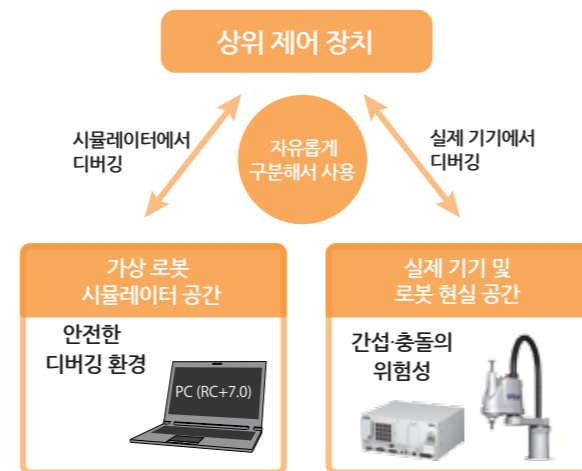 상위 제어 장치
시뮬레이터에서
디버깅
자유롭게
구분해서 사용
실제 기기에서
디버깅
가상 로봇
시뮬레이터 공간
안전한
디버깅 환경
PC (RC+7.0)
실제 기기 및
로봇 현실 공간
간섭·충돌의
위험성